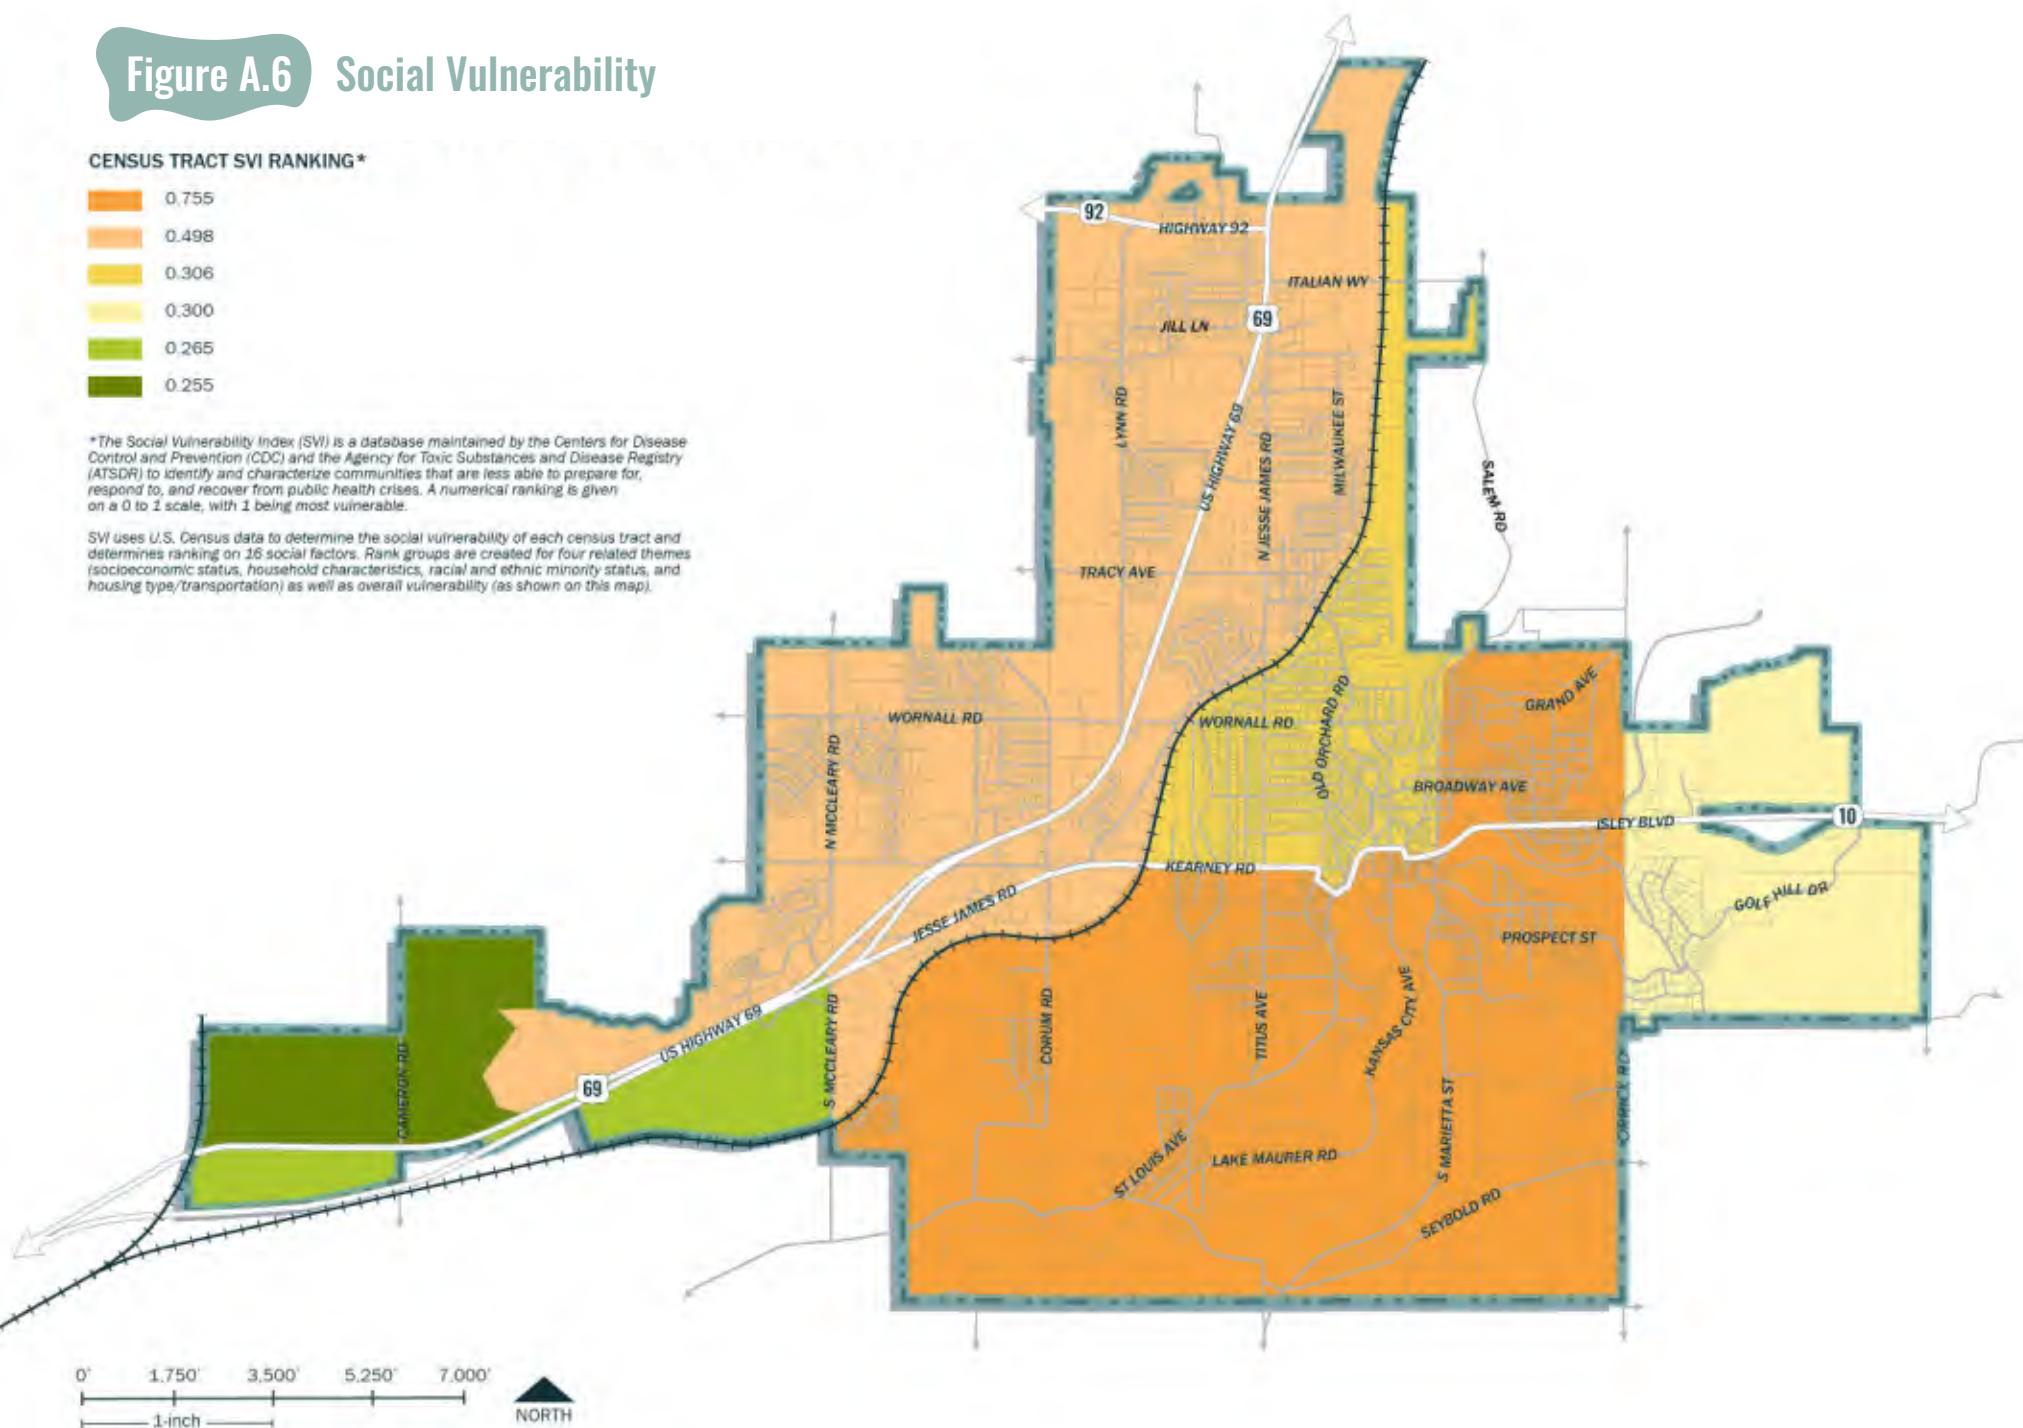 Figure A.6 Social Vulnerability
CENSUS TRACT SVI RANKING*
0.755
0.498
0.306
0.300
0.265
0.255
*The Social Vulnerability Index (SVI) is a database maintained by the Centers for Disease
Control and Prevention (CDC) and the Agency for Toxic Substances and Disease Registry
(ATSDR) to identify and characterize communities that are less able to prepare for,
respond to, and recover from public health crises. A numerical ranking is given
on a 0 to 1 scale, with 1 being most vulnerable.
SVI uses U.S. Census data to determine the social vulnerability of each census tract and
determines ranking on 16 social factors. Rank groups are created for four related themes
(socioeconomic status, household characteristics, racial and ethnic minority status, and
housing type/transportation) as well as overall vulnerability (as shown on this map).
92
HIGHWAY 92
ITALIAN WY
69
JILL LN
LYNN RD
US HIGHWAY 69
N JESSE JAMES RD
MILWAUKEE ST
SALEM RD
TRACY AVE
WORNALL RD
WORNALL RD
OLD ORCHARD RD
GRAND AVE
N MCCLEARY RD
BROADWAY AVE
ISLEY BLVD
10
KEARNEY RD
JESSE JAMES RD
GOLF HILL DR
PROSPECT ST
US HIGHWAY 69
S MCCLEARY RD
CORUM RD
TITUS AVE
KANSAS CITY AVE
CAMERON RD
69
S MARIETTA ST
ORRICK RD
ST LOUIS AVE
LAKE MAURER RD
SEYBOLD RD
0' 1,750' 3,500' 5,250' 7,000'
1-inch
NORTH